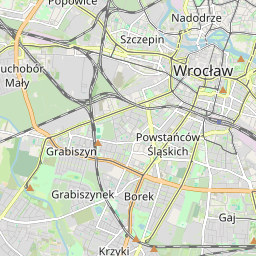 Popowice
Nadodrze
Szczepin
Wrocław
uchobór
Mały
Powstańców
Śląskich
Grabiszyn
Grabiszynek
Borek
Gaj
Krzyki